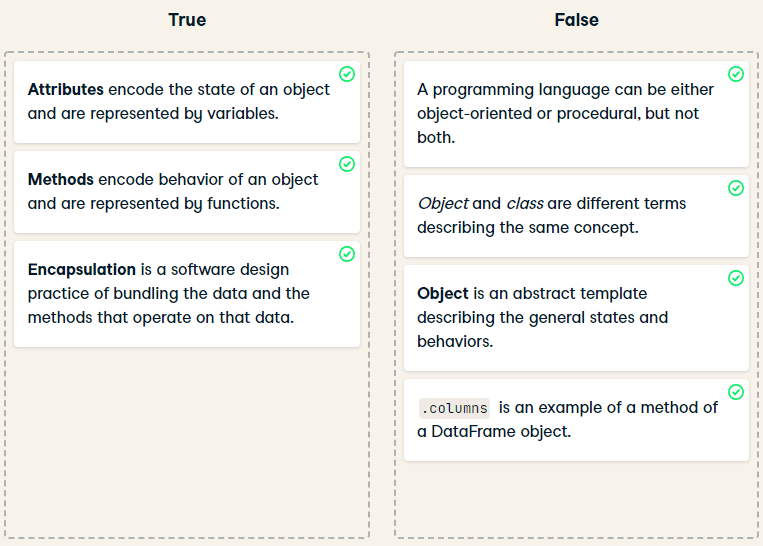 True
Attributes encode the state of an object
and are represented by variables.
Methods encode behavior of an object
and are represented by functions.
Encapsulation is a software design
practice of bundling the data and the
methods that operate on that data.
False
A programming language can be either
object-oriented or procedural, but not
both.
Object and class are different terms
describing the same concept.
Object is an abstract template
describing the general states and
behaviors.
.columns is an example of a method of
a DataFrame object.